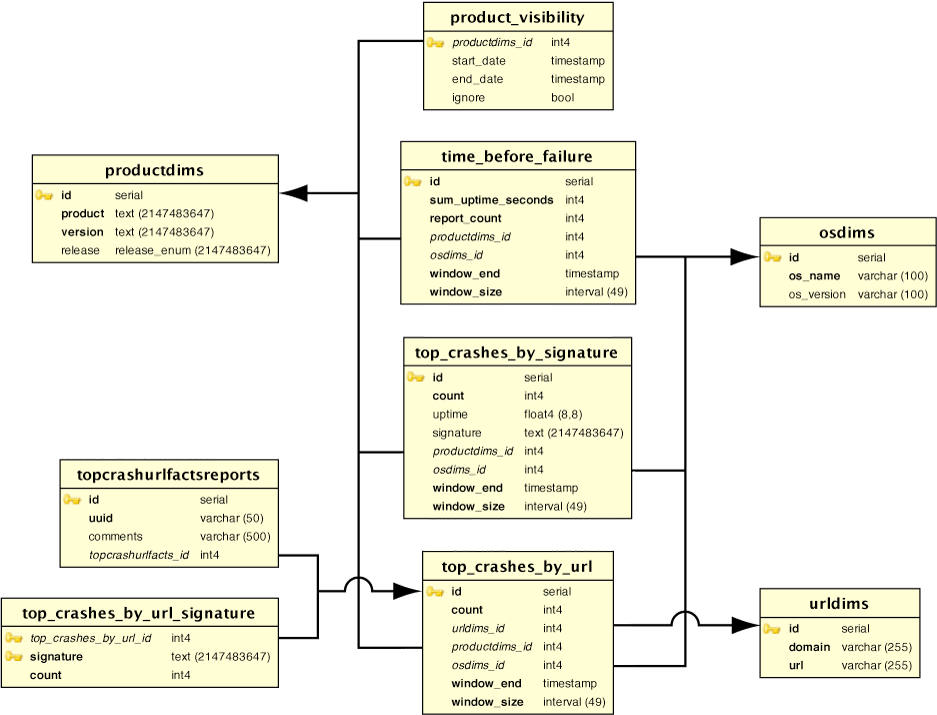 product_visibility
productdims_id int4
start_date timestamp
end_date timestamp
ignore bool
time_before_failure
id serial
sum_uptime_seconds int4
report_count int4
productdims_id int4
osdims_id int4
window_end timestamp
window_size interval (49)
productdims
id serial
product text (2147483647)
version text (2147483647)
release release_enum (2147483647)
osdims
id serial
os_name varchar (100)
os_version varchar (100)
top_crashes_by_signature
id serial
count int4
uptime float4 (8,8)
signature text (2147483647)
productdims_id int4
osdims_id int4
window_end timestamp
window_size interval (49)
topcrashurlfactsreports
id serial
uuid varchar (50)
comments varchar (500)
topcrashurlfacts_id int4
top_crashes_by_url
id serial
count int4
urldims_id int4
productdims_id int4
osdims_id int4
window_end timestamp
window_size interval (49)
top_crashes_by_url_signature
top_crashes_by_url_id int4
signature text (2147483647)
count int4
urldims
id serial
domain varchar (255)
url varchar (255)